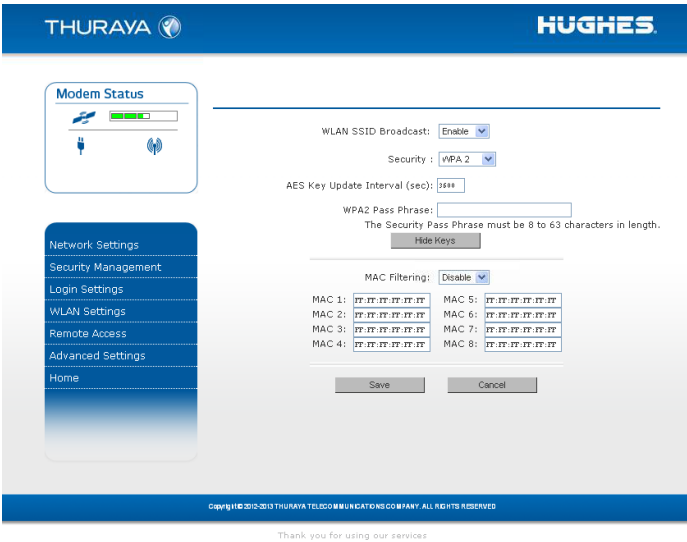 THURAYA
HUGHES.
Modem Status
WLAN SSID Broadcast: Enable
Security : WPA 2
AES Key Update Interval (sec): 3600
WPA2 Pass Phrase:
The Security Pass Phrase must be 8 to 63 characters in length.
Hide Keys
Network Settings
Security Management
Login Settings
WLAN Settings
Remote Access
Advanced Settings
Home
MAC Filtering: Disable
MAC 1: FF:FF:FF:FF:FF:FF MAC 5: FF:FF:FF:FF:FF:FF
MAC 2: FF:FF:FF:FF:FF:FF MAC 6: FF:FF:FF:FF:FF:FF
MAC 3: FF:FF:FF:FF:FF:FF MAC 7: FF:FF:FF:FF:FF:FF
MAC 4: FF:FF:FF:FF:FF:FF MAC 8: FF:FF:FF:FF:FF:FF
Save Cancel
Copyright © 2012-2013 THURAYA TELECOMMUNICATIONS COMPANY. ALL RIGHTS RESERVED
Thank you for using our services